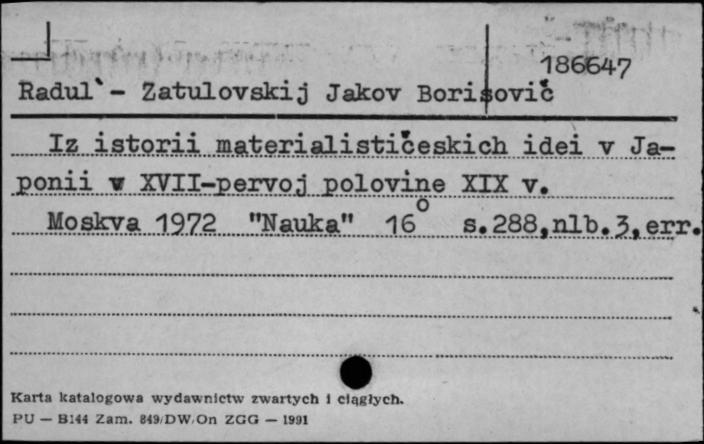 186647
Radul` - Zatulovskij Jakov Borisovič
Iz istorii materialističeskich idei v Ja-
ponii w XVII-pervoj polovine XIX v.
Moskva 1972 "Nauka" 16° s.288,nlb.3,err.
Karta katalogowa wydawnictw zwartych i ciągłych.
PU — B144 Zam. 849/DW/On ZGG — 1991